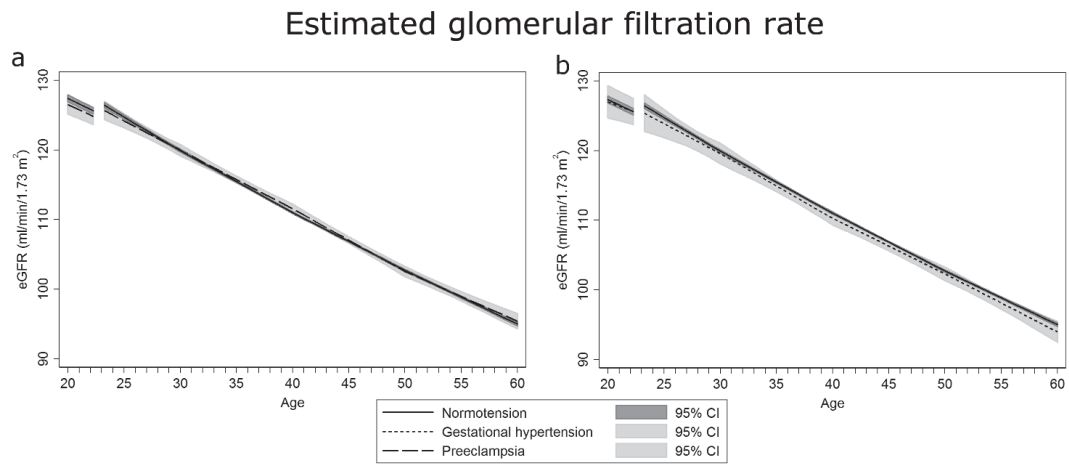 Estimated glomerular filtration rate
a
b
eGFR (ml/min/1.73 m²)
130
120
110
100
90
20 25 30 35 40 45 50 55 60
Age
eGFR (ml/min/1.73 m²)
130
120
110
100
90
20 25 30 35 40 45 50 55 60
Age
Normotension 95% CI
Gestational hypertension 95% CI
Preeclampsia 95% CI